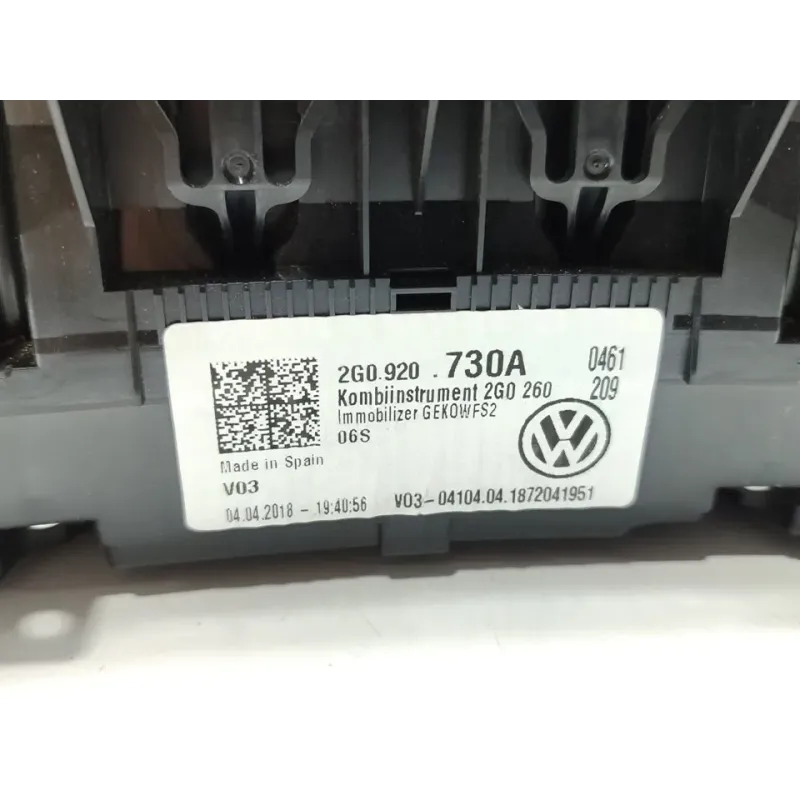 2G0.920 .730A 0461
Kombiinstrument 2G0 260 209
Immobilizer GEKOWFS2
06S
VW
Made in Spain
V03
04.04.2018 - 19:40:56 V03-04104.04.1872041951